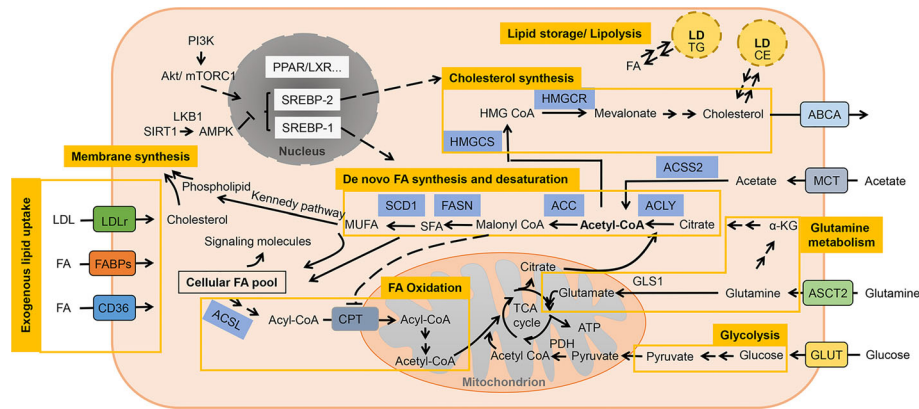 PI3K
Akt/ mTORC1
LKB1
SIRT1
AMPK
PPAR/LXR...
SREBP-2
SREBP-1
Nucleus
Lipid storage/ Lipolysis
FA
LD
TG
LD
CE
Cholesterol synthesis
HMGCR
HMG CoA
Mevalonate
Cholesterol
HMGCS
ABCA
Membrane synthesis
Phospholipid
Cholesterol
Kennedy pathway
De novo FA synthesis and desaturation
SCD1
FASN
ACC
ACLY
MUFA
SFA
Malonyl CoA
Acetyl-CoA
Citrate
ACSS2
Acetate
MCT
Acetate
Exogenous lipid uptake
LDL
LDLr
FA
FABPs
FA
CD36
Signaling molecules
Cellular FA pool
ACSL
FA Oxidation
Acyl-CoA
CPT
Acyl-CoA
Acetyl-CoA
Citrate
TCA
cycle
ATP
Glutamate
GLS1
Glutamine
α-KG
Glutamine
metabolism
ASCT2
Glutamine
PDH
Acetyl CoA
Pyruvate
Mitochondrion
Glycolysis
Pyruvate
Glucose
GLUT
Glucose